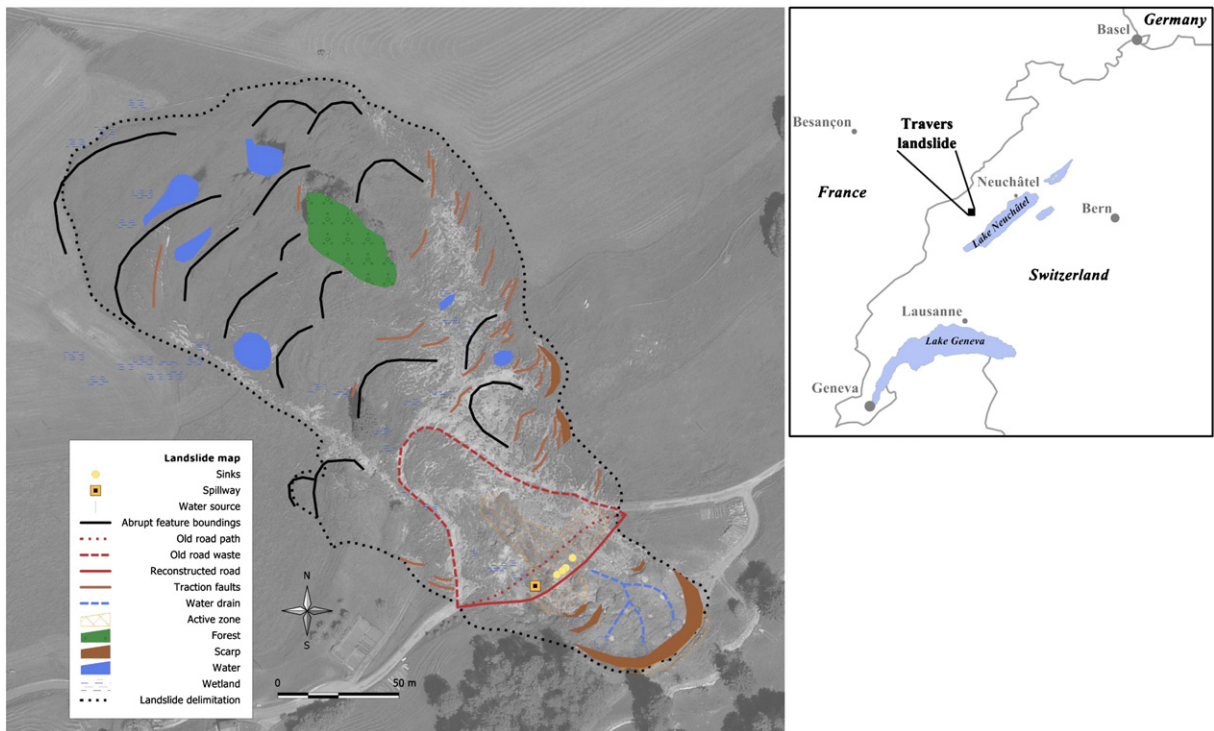 Landslide map
Sinks
Spillway
Water source
Abrupt feature boundings
Old road path
Old road waste
Reconstructed road
Traction faults
Water drain
Active zone
Forest
Scarp
Water
Wetland
Landslide delimitation
N
S
0 50 m
Germany
Basel
Besançon
Travers
landslide
Neuchâtel
France
Lake Neuchâtel
Bern
Switzerland
Lausanne
Lake Geneva
Geneva